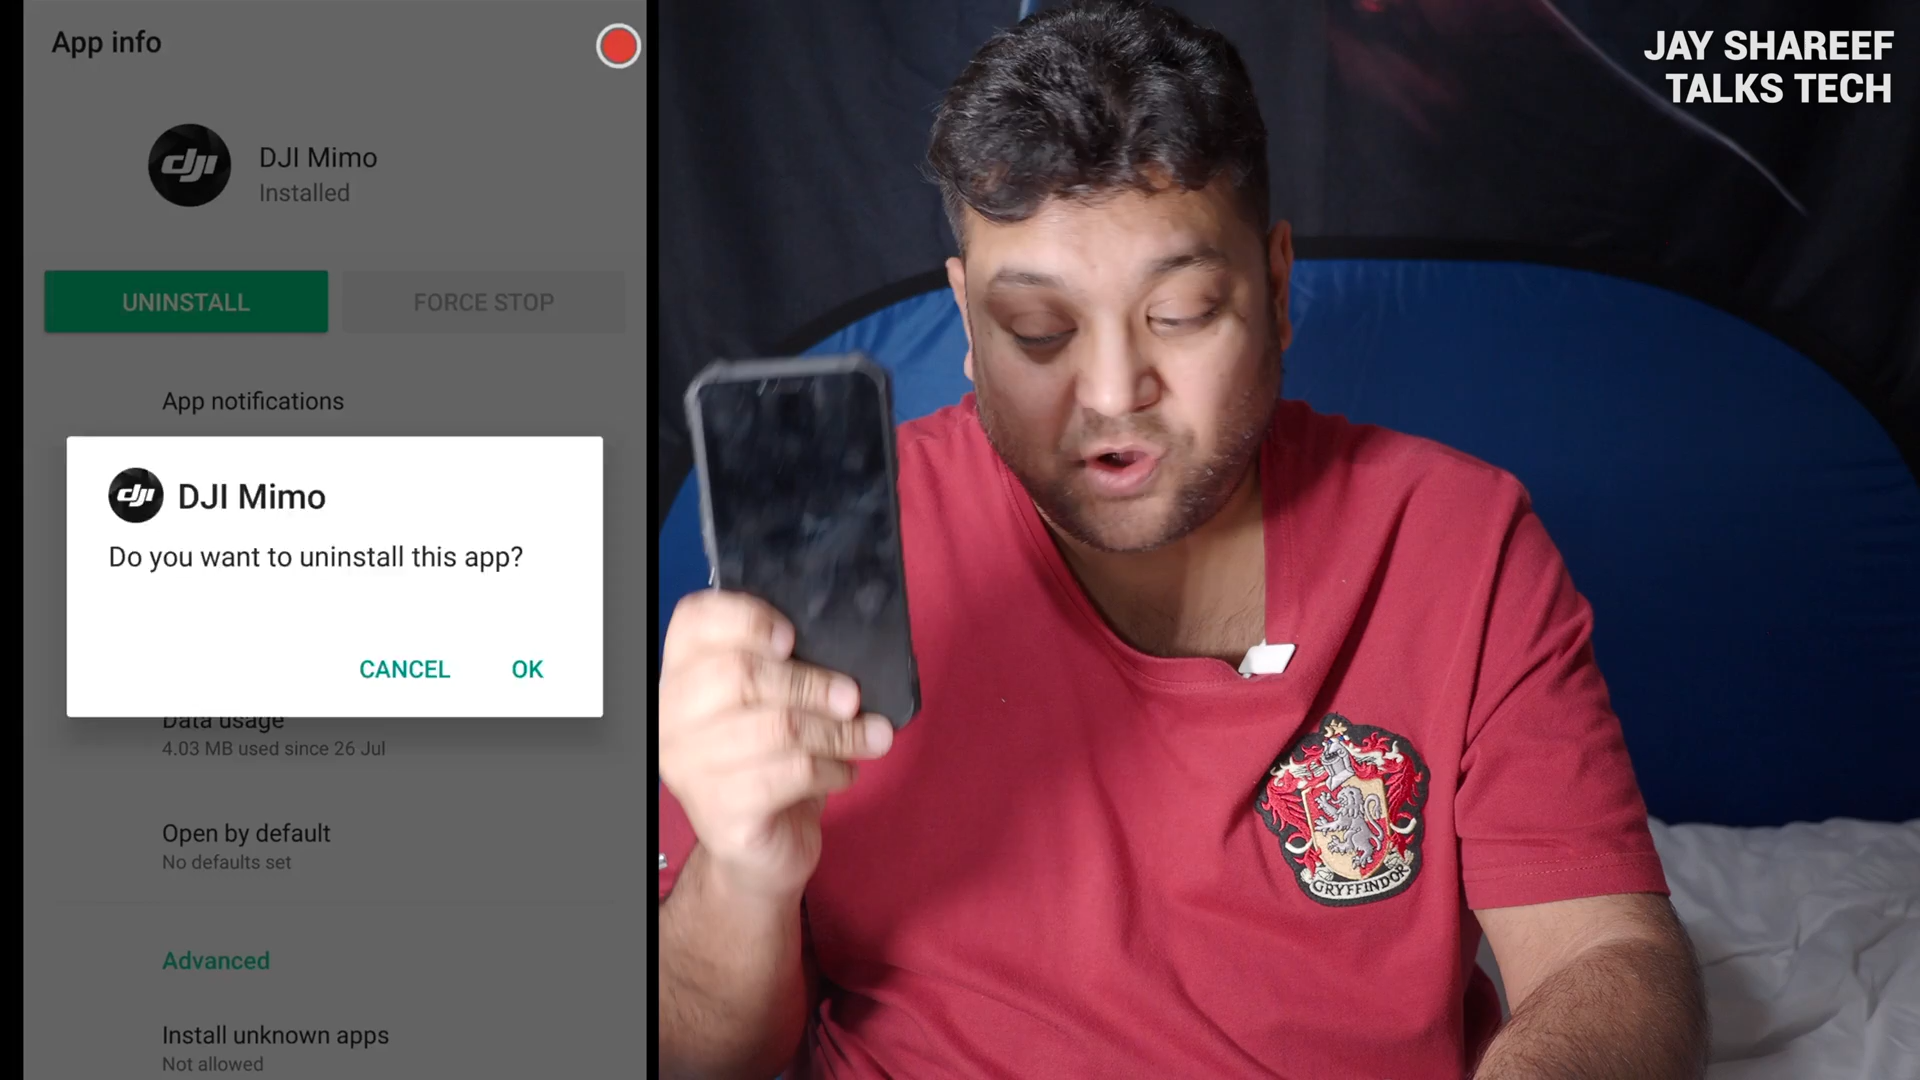 App info
dji
DJI Mimo
Installed
UNINSTALL
FORCE STOP
App notifications
dji
DJI Mimo
Do you want to uninstall this app?
CANCEL
OK
Data usage
4.03 MB used since 26 Jul
Open by default
No defaults set
Advanced
Install unknown apps
Not allowed
JAY SHAREEF
TALKS TECH
GRYFFINDOR